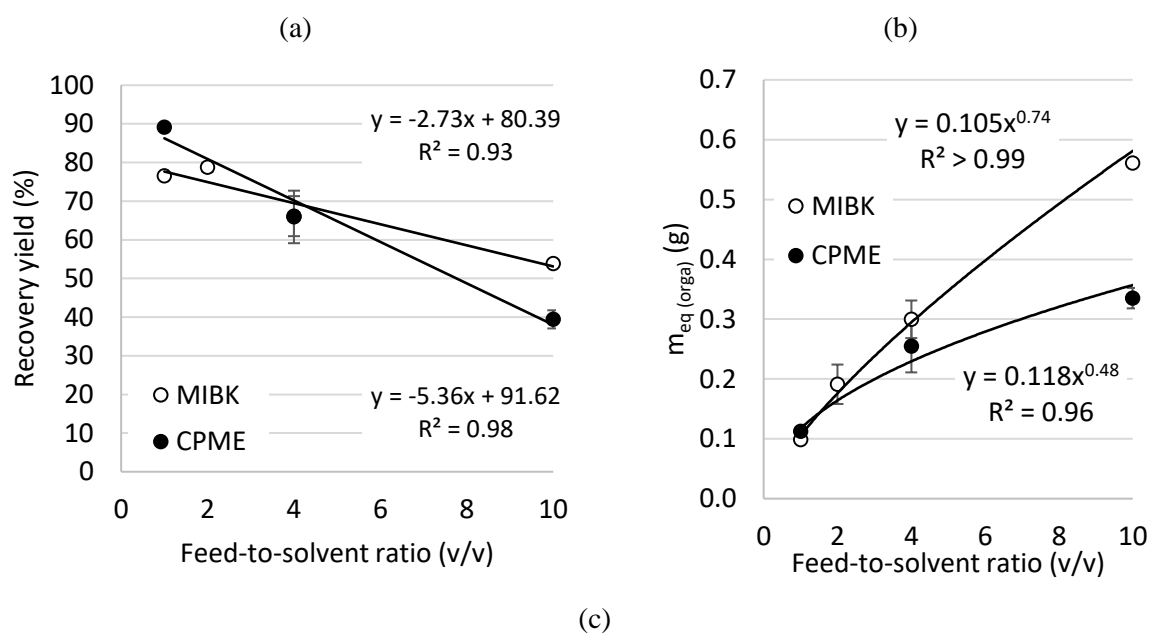 (a)
(b)
100
90
80
70
60
50
40
30
20
10
0
Recovery yield (%)
y = -2.73x + 80.39
R² = 0.93
MIBK
CPME
y = -5.36x + 91.62
R² = 0.98
0 2 4 6 8 10
Feed-to-solvent ratio (v/v)
0.7
0.6
0.5
0.4
0.3
0.2
0.1
0.0
m eq (orga) (g)
y = 0.105x^0.74
R² > 0.99
MIBK
CPME
y = 0.118x^0.48
R² = 0.96
0 2 4 6 8 10
Feed-to-solvent ratio (v/v)
(c)